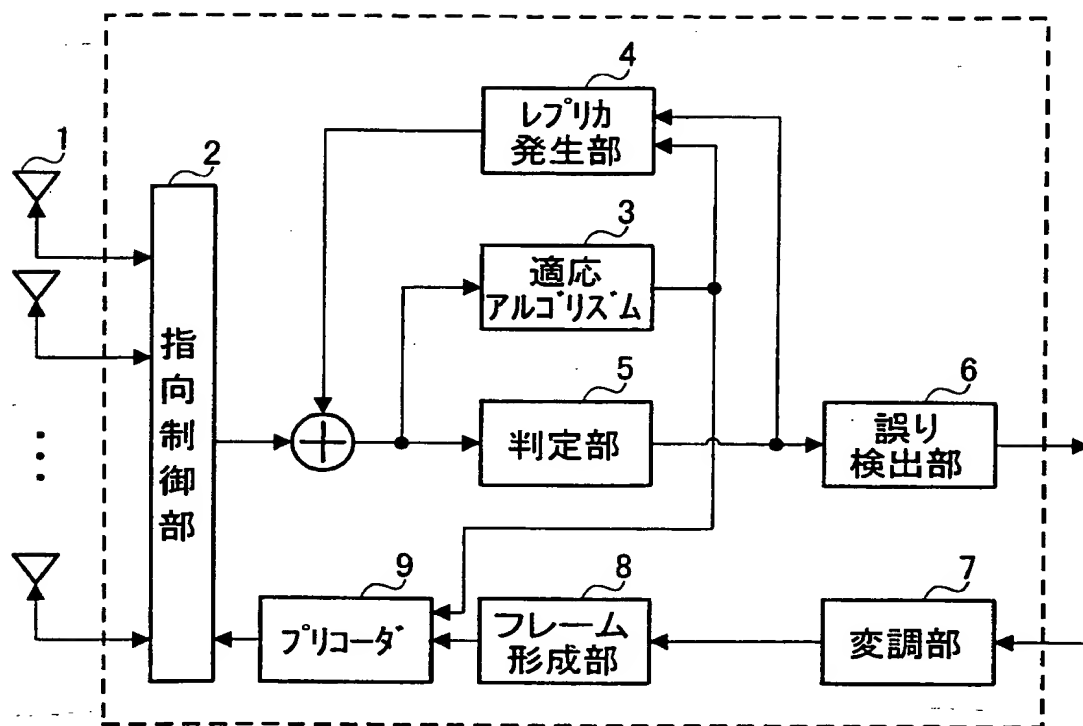 4
レプリカ
発生部
1
2
3
適応
アルゴリズム
指向制御部
5
判定部
6
誤り
検出部
9
プリコーダ
8
フレーム
形成部
7
変調部